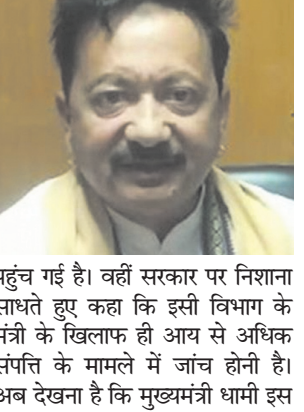 पहुंच गई है। वहीं सरकार पर निशाना
साधते हुए कहा कि इसी विभाग के
मंत्री के खिलाफ ही आय से अधिक
संपत्ति के मामले में जांच होनी है।
अब देखना है कि मुख्यमंत्री धामी इस